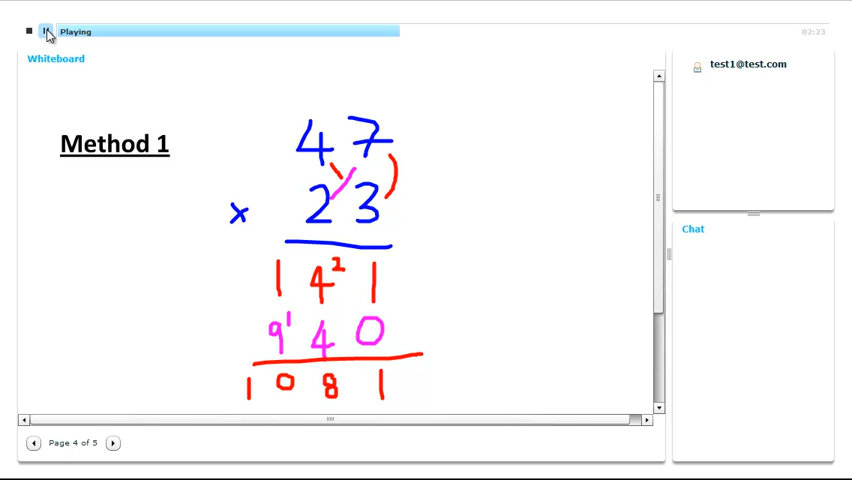 Playing 02:23
Whiteboard
test1@test.com
Method 1
4 7
x 2 3
1 4 2 1
9 1 4 0
1 0 8 1
Chat
Page 4 of 5